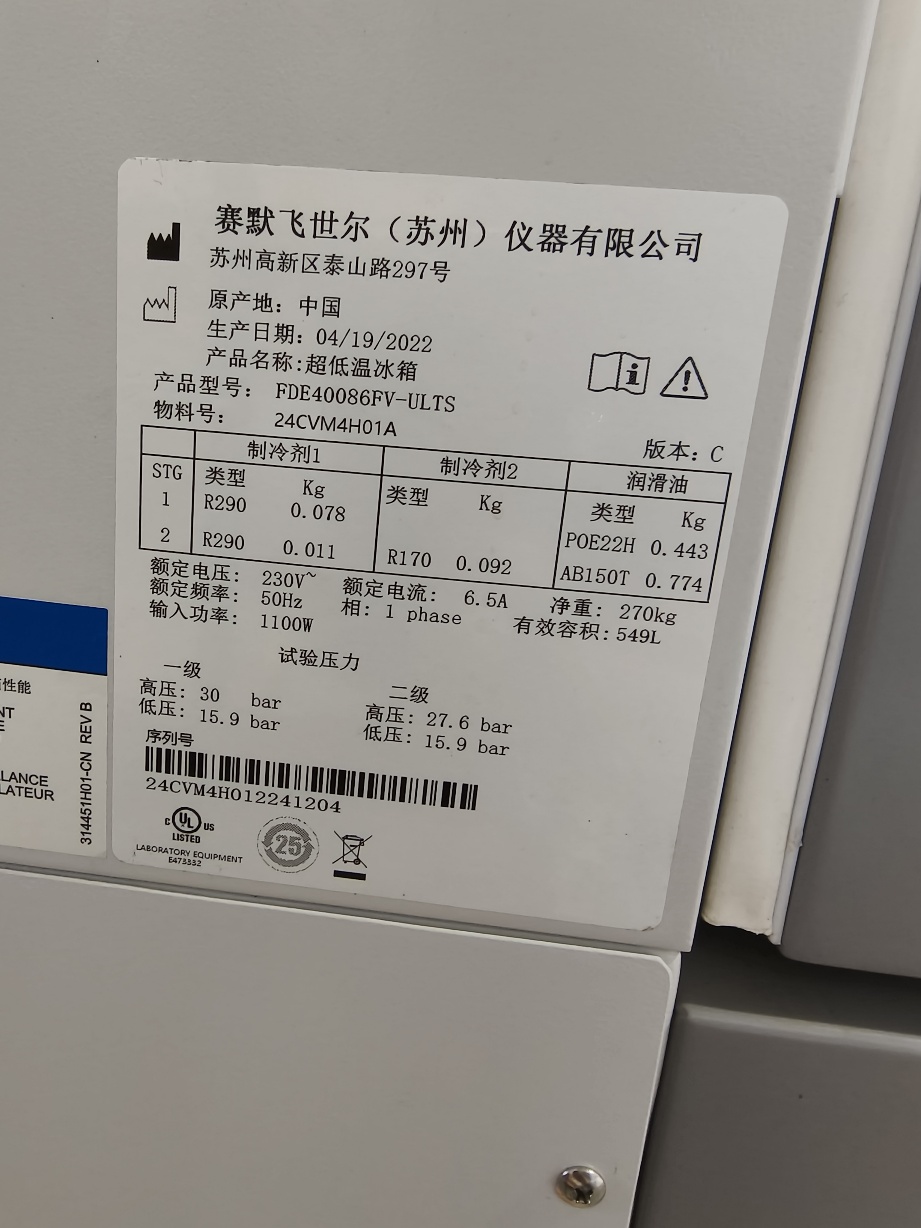 赛默飞世尔（苏州）仪器有限公司
苏州高新区泰山路297号
原产地: 中国
生产日期: 04/19/2022
产品名称:超低温冰箱
产品型号: FDE40086FV-ULTS
物料号: 24CVM4H01A
版本: C
制冷剂1 制冷剂2 润滑油
STG 类型 Kg 类型 Kg 类型 Kg
1 R290 0.078 POE22H 0.443
2 R290 0.011 R170 0.092 AB150T 0.774
额定电压: 230V~ 额定电流: 6.5A 净重: 270kg
额定频率: 50Hz 相: 1 phase 有效容积:549L
输入功率: 1100W
试验压力
一级 二级
高压: 30 bar 高压: 27.6 bar
低压: 15.9 bar 低压: 15.9 bar
序列号
24CVM4H012241204
C UL US
LISTED
LABORATORY EQUIPMENT
E473332
25
性能
NT
E
LANCE
LATEUR
314451H01-CN REV B